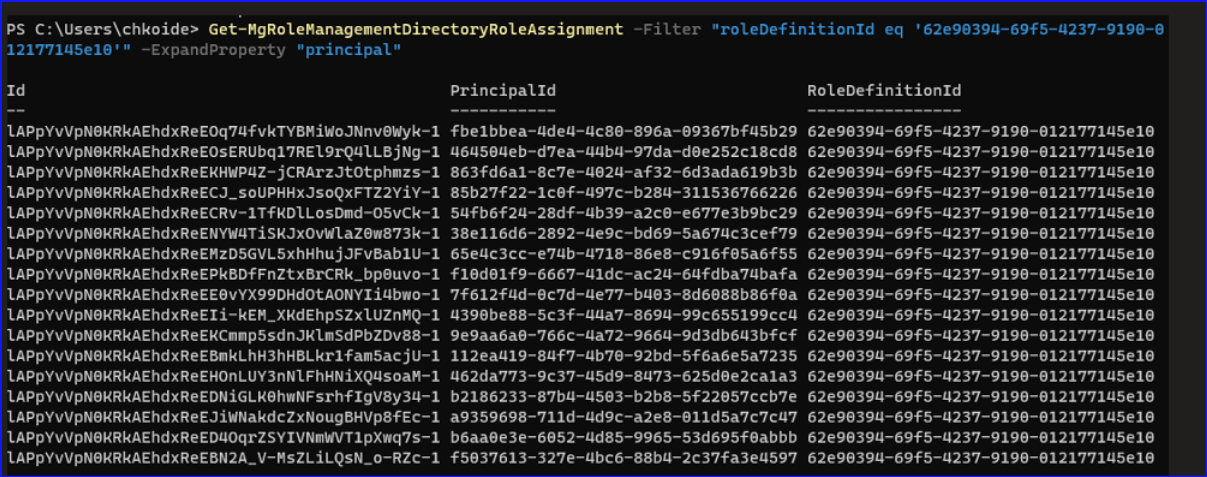 PS C:\Users\chkoide> Get-MgRoleManagementDirectoryRoleAssignment -Filter "roleDefinitionId eq '62e90394-69f5-4237-9190-0
12177145e10'" -ExpandProperty "principal"
Id PrincipalId RoleDefinitionId
-- ----------- ----------------
lAPpYvVpN0KRkAEhdxReEOq74fvkTYBMiWoJNnv0Wyk-1 fbe1bbea-4de4-4c80-896a-09367bf45b29 62e90394-69f5-4237-9190-012177145e10
lAPpYvVpN0KRkAEhdxReEOsERUbq17REl9rQ4lLBjNg-1 464504eb-d7ea-44b4-97da-d0e252c18cd8 62e90394-69f5-4237-9190-012177145e10
lAPpYvVpN0KRkAEhdxReEKHWP4Z-jCRArzJtOtphmzs-1 863fd6a1-8c7e-4024-af32-6d3ada619b3b 62e90394-69f5-4237-9190-012177145e10
lAPpYvVpN0KRkAEhdxReECJ_soUPHHxJsoQxFTZ2YiY-1 85b27f22-1c0f-497c-b284-311536766226 62e90394-69f5-4237-9190-012177145e10
lAPpYvVpN0KRkAEhdxReECRv-1TfKDlLosDmd-O5vCk-1 54fb6f24-28df-4b39-a2c0-e677e3b9bc29 62e90394-69f5-4237-9190-012177145e10
lAPpYvVpN0KRkAEhdxReENYW4TiSKJxOvWlaZ0w873k-1 38e116d6-2892-4e9c-bd69-5a674c3cef79 62e90394-69f5-4237-9190-012177145e10
lAPpYvVpN0KRkAEhdxReEMzD5GVL5xhHhujJFvBab1U-1 65e4c3cc-e74b-4718-86e8-c916f05a6f55 62e90394-69f5-4237-9190-012177145e10
lAPpYvVpN0KRkAEhdxReEPkBDfFnZtxBrCRk_bp0uvo-1 f10d01f9-6667-41dc-ac24-64fdba74bafa 62e90394-69f5-4237-9190-012177145e10
lAPpYvVpN0KRkAEhdxReEE0vYX99DHdOtAONYIi4bwo-1 7f612f4d-0c7d-4e77-b403-8d6088b86f0a 62e90394-69f5-4237-9190-012177145e10
lAPpYvVpN0KRkAEhdxReEIi-kEM_XKdEhpSZxlUZnMQ-1 4390be88-5c3f-44a7-8694-99c655199cc4 62e90394-69f5-4237-9190-012177145e10
lAPpYvVpN0KRkAEhdxReEKCmmp5sdnJKlmSdPbZDv88-1 9e9aa6a0-766c-4a72-9664-9d3db643bfcf 62e90394-69f5-4237-9190-012177145e10
lAPpYvVpN0KRkAEhdxReEBmkLhH3hHBLkr1fam5acjU-1 112ea419-84f7-4b70-92bd-5f6a6e5a7235 62e90394-69f5-4237-9190-012177145e10
lAPpYvVpN0KRkAEhdxReEHOnLUY3nNlFhHNiXQ4soaM-1 462da773-9c37-45d9-8473-625d0e2ca1a3 62e90394-69f5-4237-9190-012177145e10
lAPpYvVpN0KRkAEhdxReEDNiGLK0hwNFsrhfIgV8y34-1 b2186233-87b4-4503-b2b8-5f22057ccb7e 62e90394-69f5-4237-9190-012177145e10
lAPpYvVpN0KRkAEhdxReEJiWNakdcZxNougBHVp8fEc-1 a9359698-711d-4d9c-a2e8-011d5a7c7c47 62e90394-69f5-4237-9190-012177145e10
lAPpYvVpN0KRkAEhdxReED4OqrZSYIVNmWVT1pXwq7s-1 b6aa0e3e-6052-4d85-9965-53d695f0abbb 62e90394-69f5-4237-9190-012177145e10
lAPpYvVpN0KRkAEhdxReEBN2A_V-MsZLiLQsN_o-RZc-1 f5037613-327e-4bc6-88b4-2c37fa3e4597 62e90394-69f5-4237-9190-012177145e10